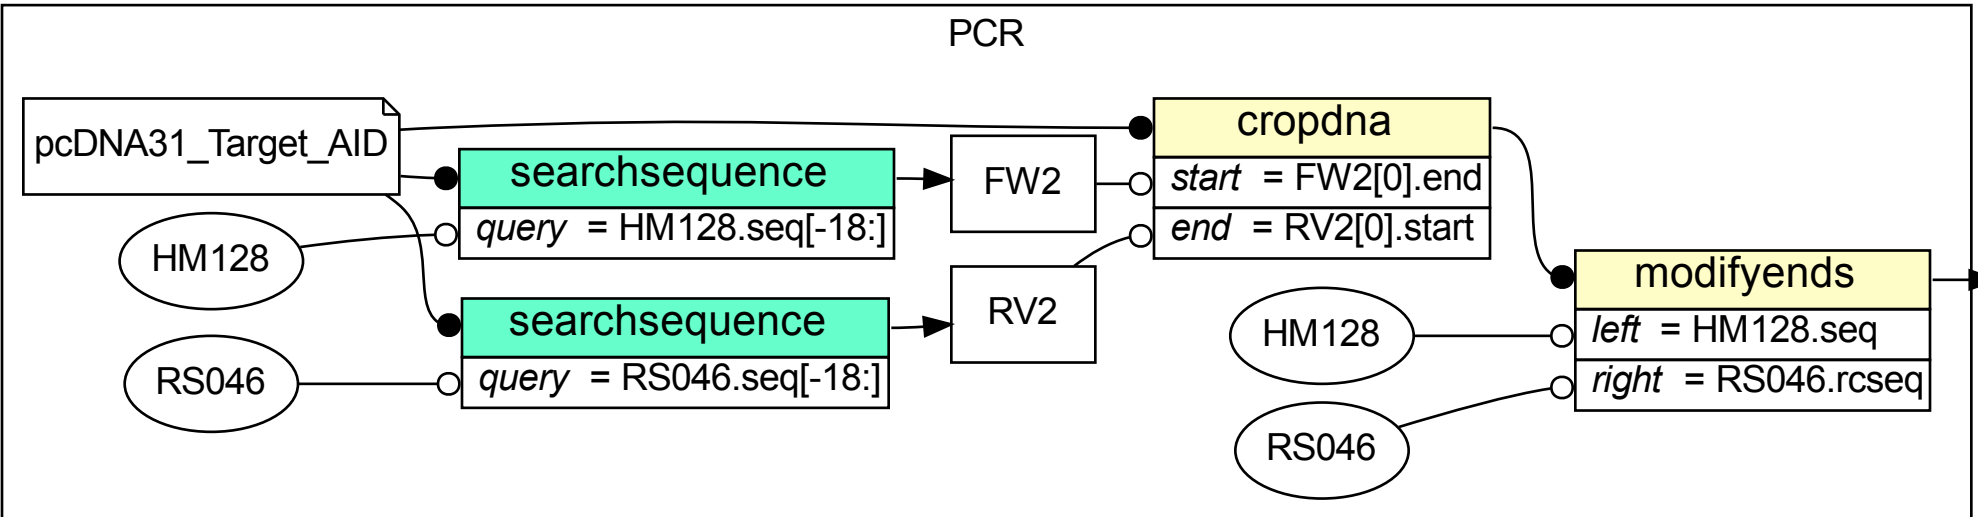 PCR
pcDNA31_Target_AID
searchsequence
query = HM128.seq[-18:]
HM128
searchsequence
query = RS046.seq[-18:]
RS046
FW2
RV2
cropdna
start = FW2[0].end
end = RV2[0].start
modifyends
left = HM128.seq
right = RS046.rcseq
HM128
RS046